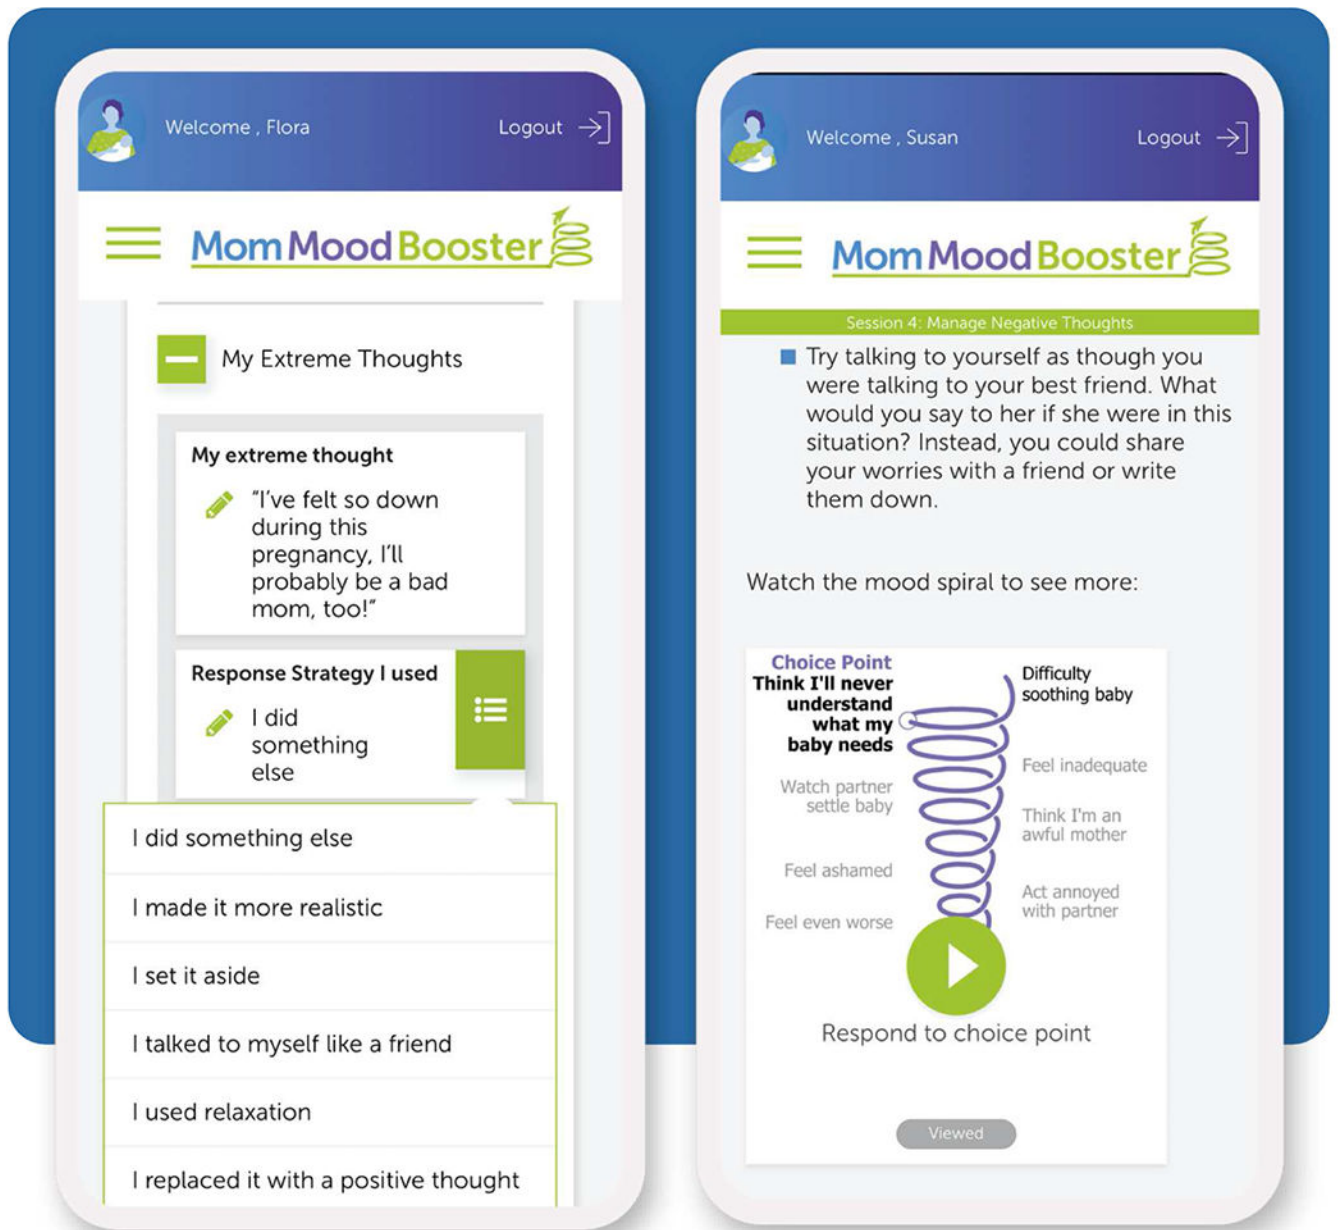 Welcome , Flora
Logout
MomMoodBooster
My Extreme Thoughts
My extreme thought
"I've felt so down
during this
pregnancy, I'll
probably be a bad
mom, too!"
Response Strategy I used
I did
something
else
I did something else
I made it more realistic
I set it aside
I talked to myself like a friend
I used relaxation
I replaced it with a positive thought
Welcome , Susan
Logout
MomMoodBooster
Session 4: Manage Negative Thoughts
Try talking to yourself as though you
were talking to your best friend. What
would you say to her if she were in this
situation? Instead, you could share
your worries with a friend or write
them down.
Watch the mood spiral to see more:
Choice Point
Think I'll never
understand
what my
baby needs
Difficulty
soothing baby
Feel inadequate
Watch partner
settle baby
Think I'm an
awful mother
Feel ashamed
Act annoyed
with partner
Feel even worse
Respond to choice point
Viewed